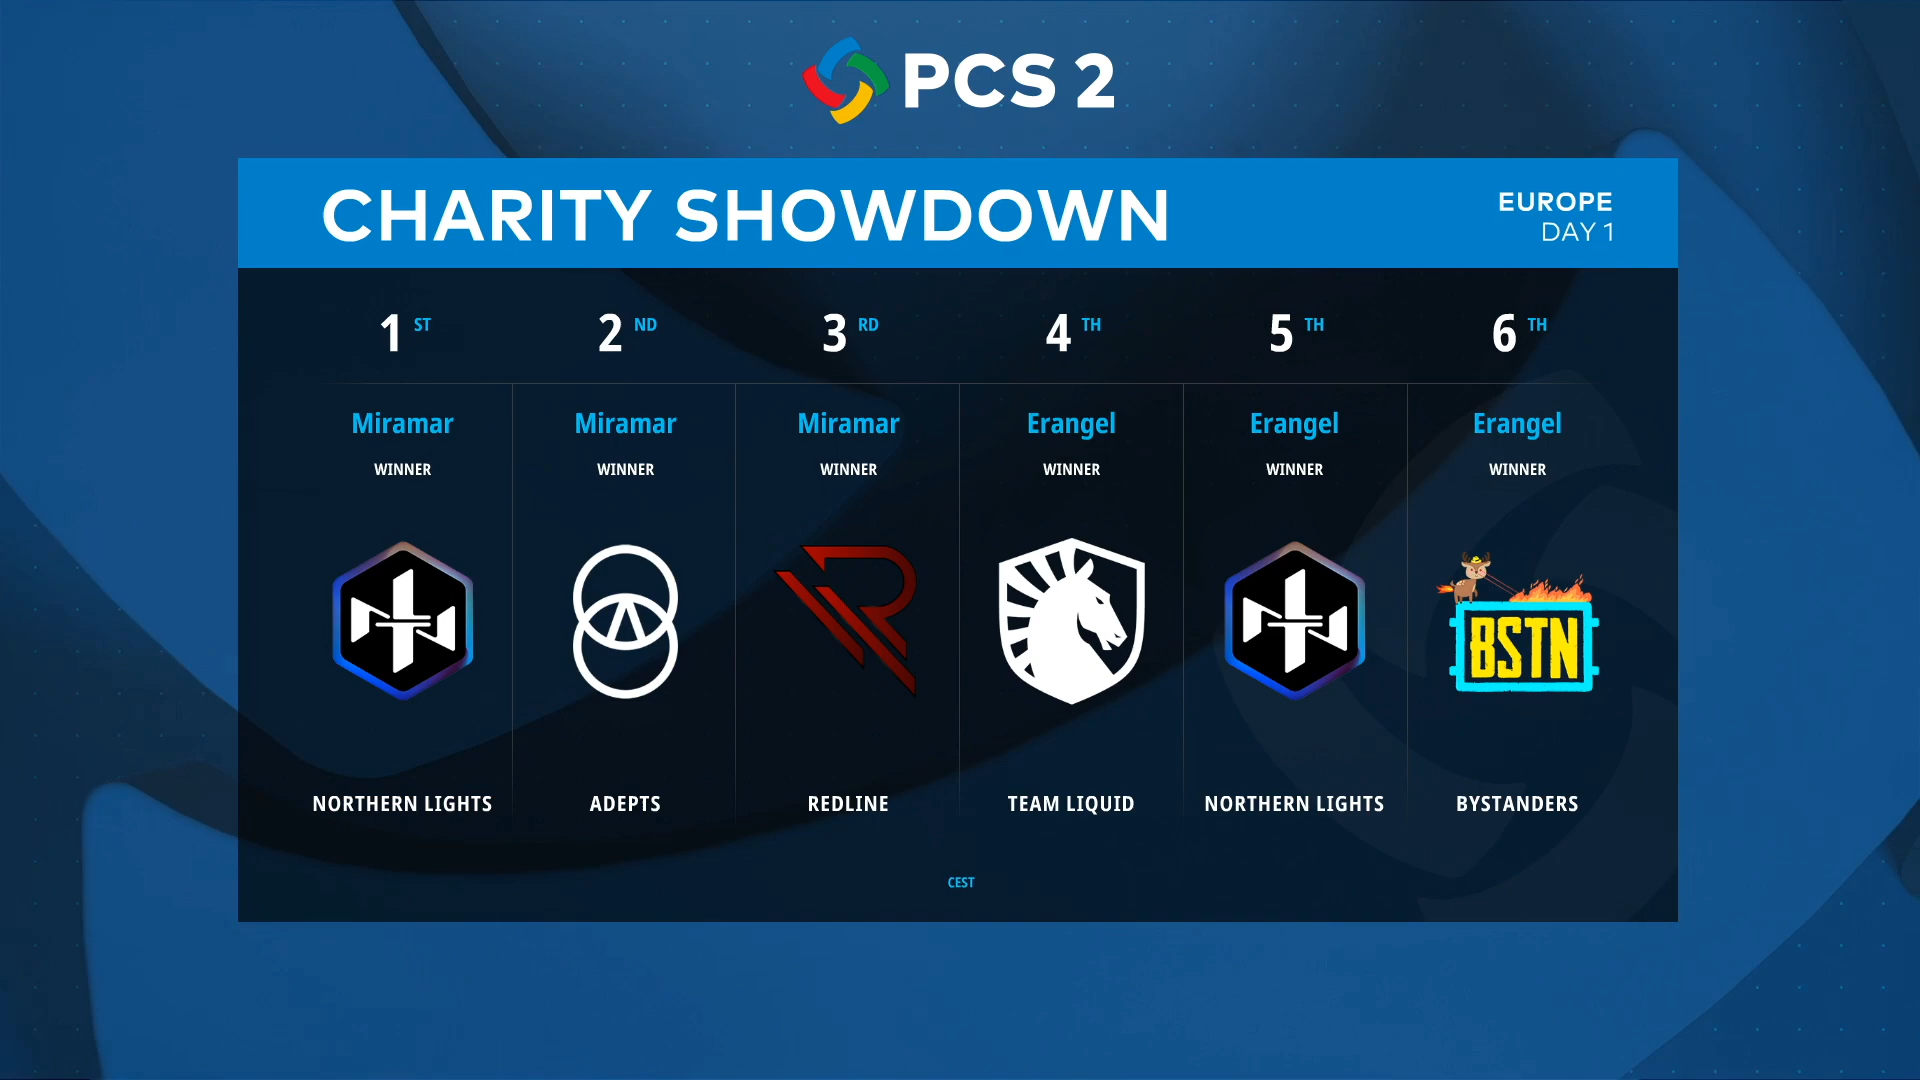 PCS 2
CHARITY SHOWDOWN
EUROPE
DAY 1
1 ST
2 ND
3 RD
4 TH
5 TH
6 TH
Miramar
Miramar
Miramar
Erangel
Erangel
Erangel
WINNER
WINNER
WINNER
WINNER
WINNER
WINNER
BSTN
NORTHERN LIGHTS
ADEPTS
REDLINE
TEAM LIQUID
NORTHERN LIGHTS
BYSTANDERS
CEST